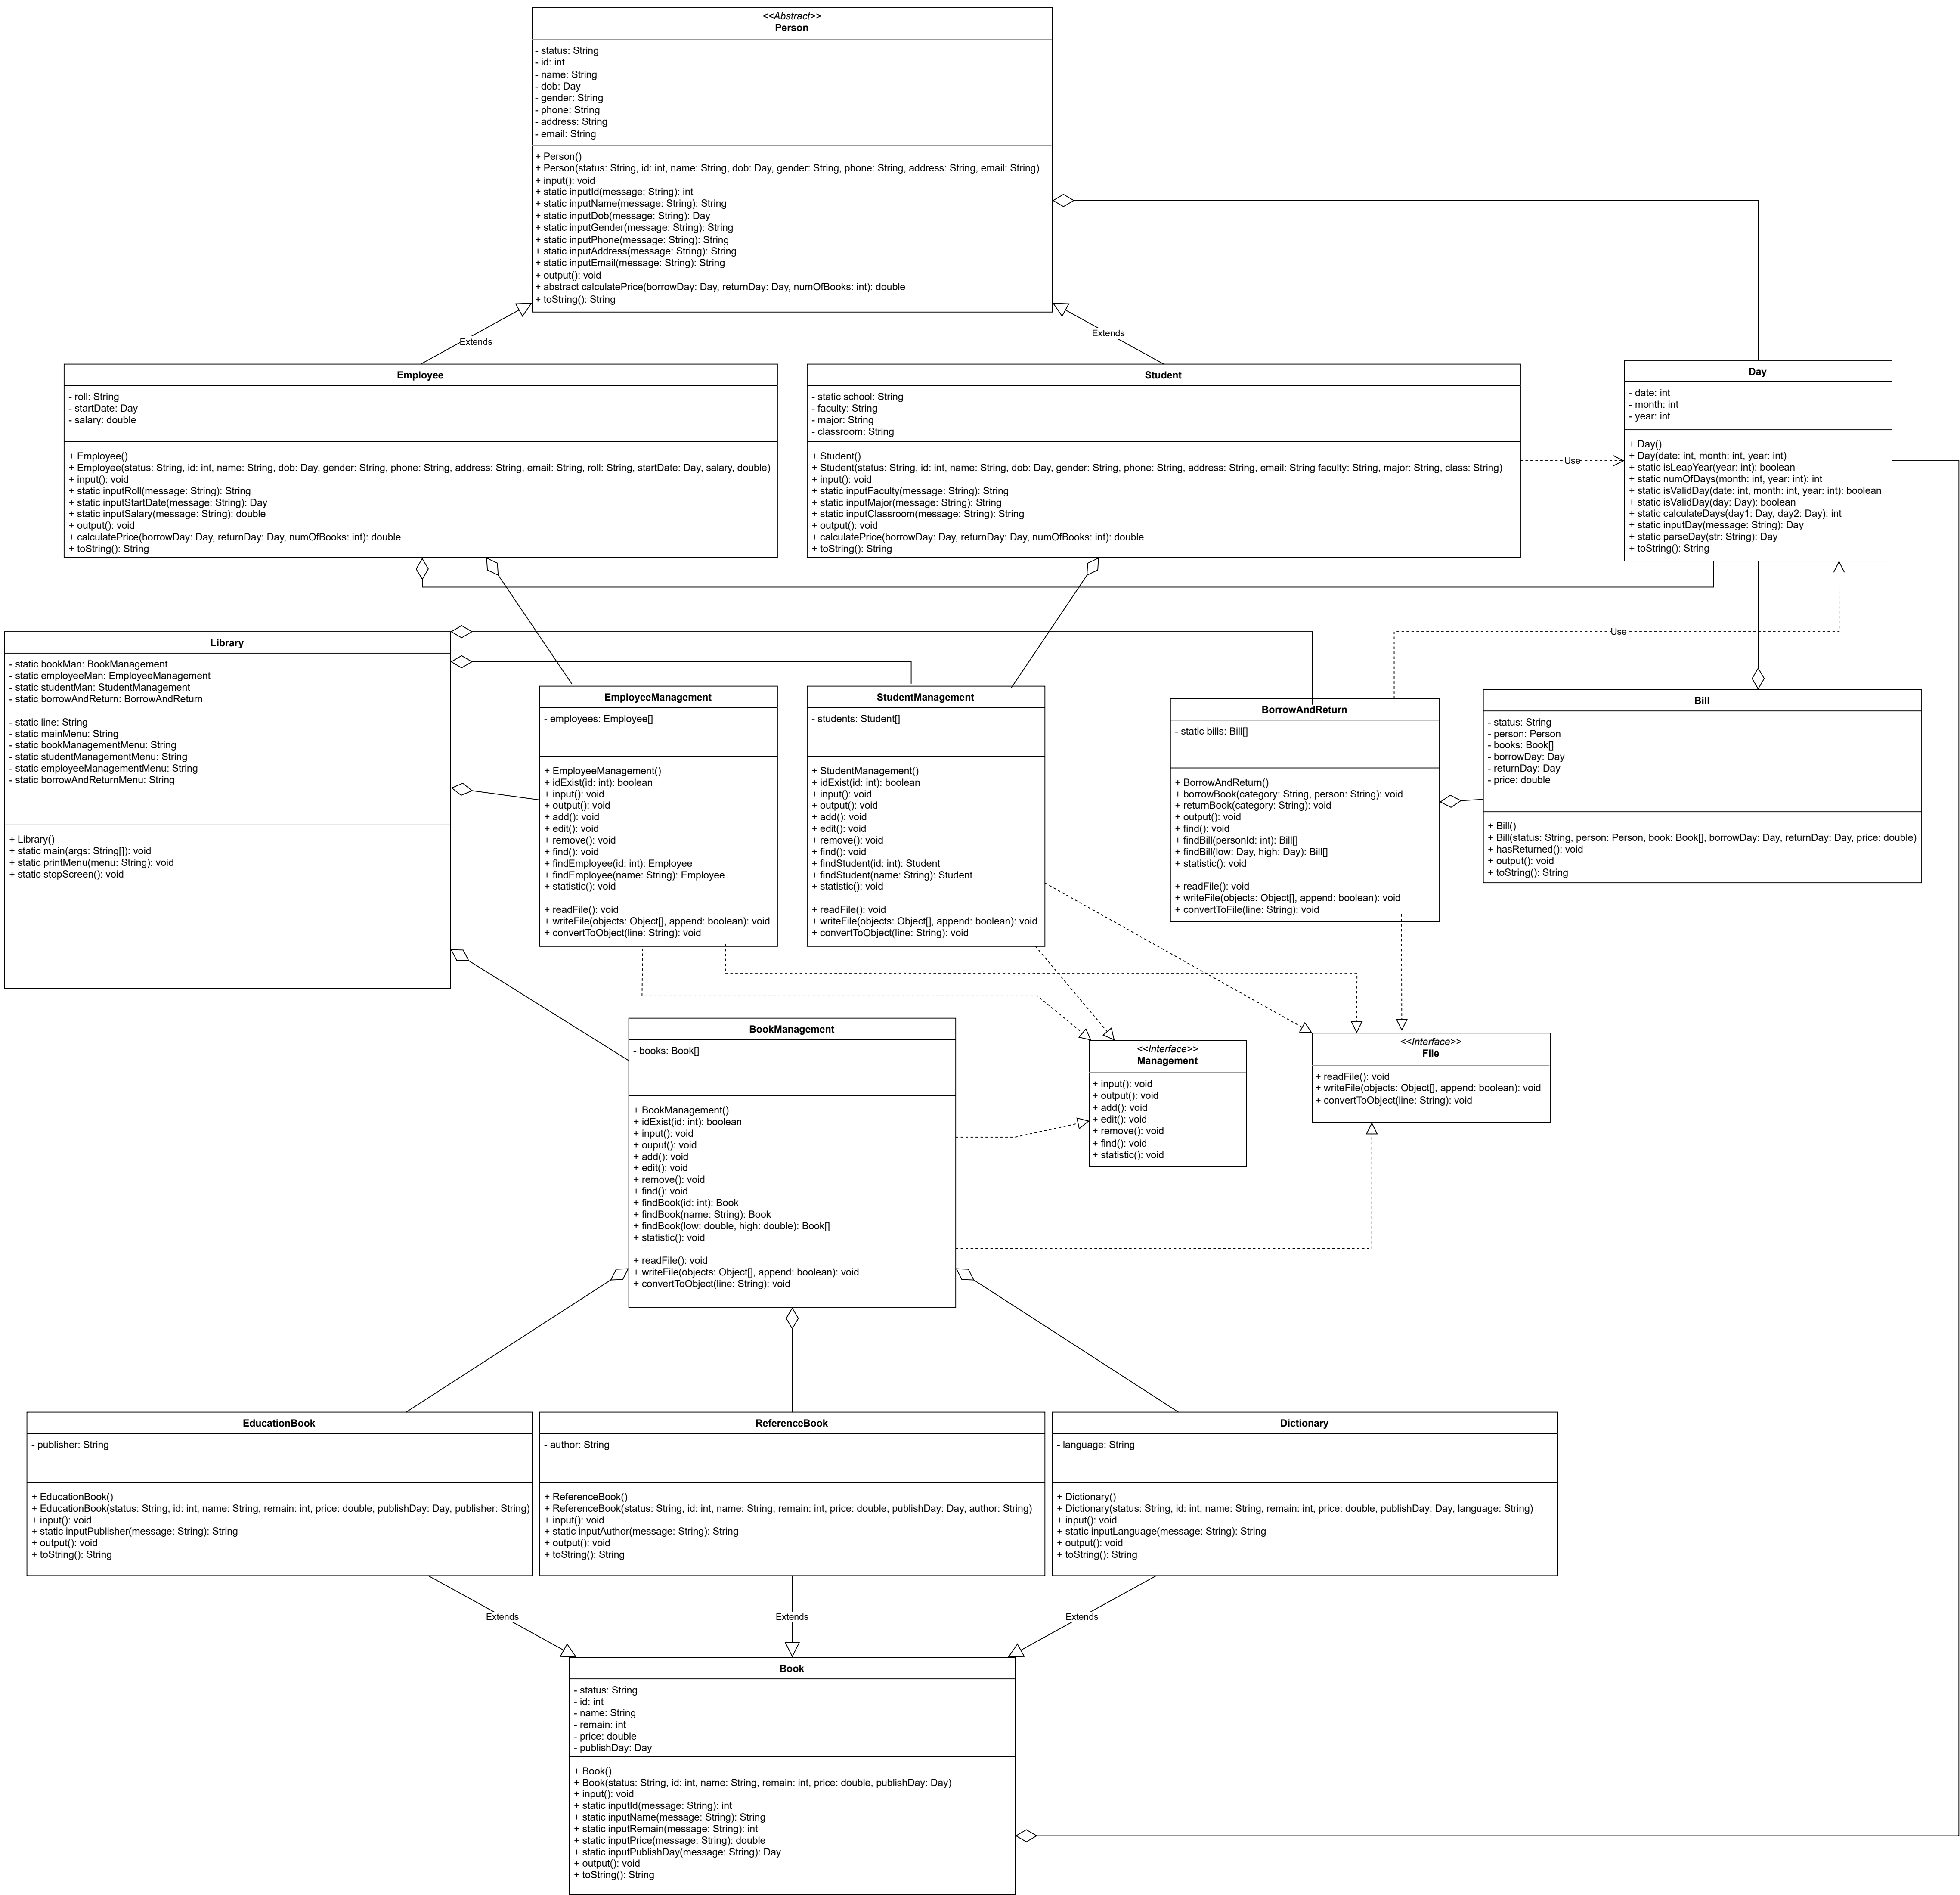 <<Abstract>>
Person
- status: String
- id: int
- name: String
- dob: Day
- gender: String
- phone: String
- address: String
- email: String
+ Person()
+ Person(status: String, id: int, name: String, dob: Day, gender: String, phone: String, address: String, email: String)
+ input(): void
+ static inputId(message: String): int
+ static inputName(message: String): String
+ static inputDob(message: String): Day
+ static inputGender(message: String): String
+ static inputPhone(message: String): String
+ static inputAddress(message: String): String
+ static inputEmail(message: String): String
+ output(): void
+ abstract calculatePrice(borrowDay: Day, returnDay: Day, numOfBooks: int): double
+ toString(): String
Extends
Extends
Employee
- roll: String
- startDate: Day
- salary: double
+ Employee()
+ Employee(status: String, id: int, name: String, dob: Day, gender: String, phone: String, address: String, email: String, roll: String, startDate: Day, salary, double)
+ input(): void
+ static inputRoll(message: String): String
+ static inputStartDate(message: String): Day
+ static inputSalary(message: String): double
+ output(): void
+ calculatePrice(borrowDay: Day, returnDay: Day, numOfBooks: int): double
+ toString(): String
Student
- static school: String
- faculty: String
- major: String
- classroom: String
+ Student()
+ Student(status: String, id: int, name: String, dob: Day, gender: String, phone: String, address: String, email: String faculty: String, major: String, class: String)
+ input(): void
+ static inputFaculty(message: String): String
+ static inputMajor(message: String): String
+ static inputClassroom(message: String): String
+ output(): void
+ calculatePrice(borrowDay: Day, returnDay: Day, numOfBooks: int): double
+ toString(): String
Use
Day
- date: int
- month: int
- year: int
+ Day()
+ Day(date: int, month: int, year: int)
+ static isLeapYear(year: int): boolean
+ static numOfDays(month: int, year: int): int
+ static isValidDay(date: int, month: int, year: int): boolean
+ static isValidDay(day: Day): boolean
+ static calculateDays(day1: Day, day2: Day): int
+ static inputDay(message: String): Day
+ static parseDay(str: String): Day
+ toString(): String
Use
Library
- static bookMan: BookManagement
- static employeeMan: EmployeeManagement
- static studentMan: StudentManagement
- static borrowAndReturn: BorrowAndReturn
- static line: String
- static mainMenu: String
- static bookManagementMenu: String
- static studentManagementMenu: String
- static employeeManagementMenu: String
- static borrowAndReturnMenu: String
+ Library()
+ static main(args: String[]): void
+ static printMenu(menu: String): void
+ static stopScreen(): void
EmployeeManagement
- employees: Employee[]
+ EmployeeManagement()
+ idExist(id: int): boolean
+ input(): void
+ output(): void
+ add(): void
+ edit(): void
+ remove(): void
+ find(): void
+ findEmployee(id: int): Employee
+ findEmployee(name: String): Employee
+ statistic(): void
+ readFile(): void
+ writeFile(objects: Object[], append: boolean): void
+ convertToObject(line: String): void
StudentManagement
- students: Student[]
+ StudentManagement()
+ idExist(id: int): boolean
+ input(): void
+ output(): void
+ add(): void
+ edit(): void
+ remove(): void
+ find(): void
+ findStudent(id: int): Student
+ findStudent(name: String): Student
+ statistic(): void
+ readFile(): void
+ writeFile(objects: Object[], append: boolean): void
+ convertToObject(line: String): void
BorrowAndReturn
- static bills: Bill[]
+ BorrowAndReturn()
+ borrowBook(category: String, person: String): void
+ returnBook(category: String): void
+ output(): void
+ find(): void
+ findBill(personId: int): Bill[]
+ findBill(low: Day, high: Day): Bill[]
+ statistic(): void
+ readFile(): void
+ writeFile(objects: Object[], append: boolean): void
+ convertToFile(line: String): void
Bill
- status: String
- person: Person
- books: Book[]
- borrowDay: Day
- returnDay: Day
- price: double
+ Bill()
+ Bill(status: String, person: Person, book: Book[], borrowDay: Day, returnDay: Day, price: double)
+ hasReturned(): void
+ output(): void
+ toString(): String
BookManagement
- books: Book[]
+ BookManagement()
+ idExist(id: int): boolean
+ input(): void
+ ouput(): void
+ add(): void
+ edit(): void
+ remove(): void
+ find(): void
+ findBook(id: int): Book
+ findBook(name: String): Book
+ findBook(low: double, high: double): Book[]
+ statistic(): void
+ readFile(): void
+ writeFile(objects: Object[], append: boolean): void
+ convertToObject(line: String): void
<<Interface>>
Management
+ input(): void
+ output(): void
+ add(): void
+ edit(): void
+ remove(): void
+ find(): void
+ statistic(): void
<<Interface>>
File
+ readFile(): void
+ writeFile(objects: Object[], append: boolean): void
+ convertToObject(line: String): void
EducationBook
- publisher: String
+ EducationBook()
+ EducationBook(status: String, id: int, name: String, remain: int, price: double, publishDay: Day, publisher: String)
+ input(): void
+ static inputPublisher(message: String): String
+ output(): void
+ toString(): String
ReferenceBook
- author: String
+ ReferenceBook()
+ ReferenceBook(status: String, id: int, name: String, remain: int, price: double, publishDay: Day, author: String)
+ input(): void
+ static inputAuthor(message: String): String
+ output(): void
+ toString(): String
Dictionary
- language: String
+ Dictionary()
+ Dictionary(status: String, id: int, name: String, remain: int, price: double, publishDay: Day, language: String)
+ input(): void
+ static inputLanguage(message: String): String
+ output(): void
+ toString(): String
Extends
Extends
Extends
Book
- status: String
- id: int
- name: String
- remain: int
- price: double
- publishDay: Day
+ Book()
+ Book(status: String, id: int, name: String, remain: int, price: double, publishDay: Day)
+ input(): void
+ static inputId(message: String): int
+ static inputName(message: String): String
+ static inputRemain(message: String): int
+ static inputPrice(message: String): double
+ static inputPublishDay(message: String): Day
+ output(): void
+ toString(): String